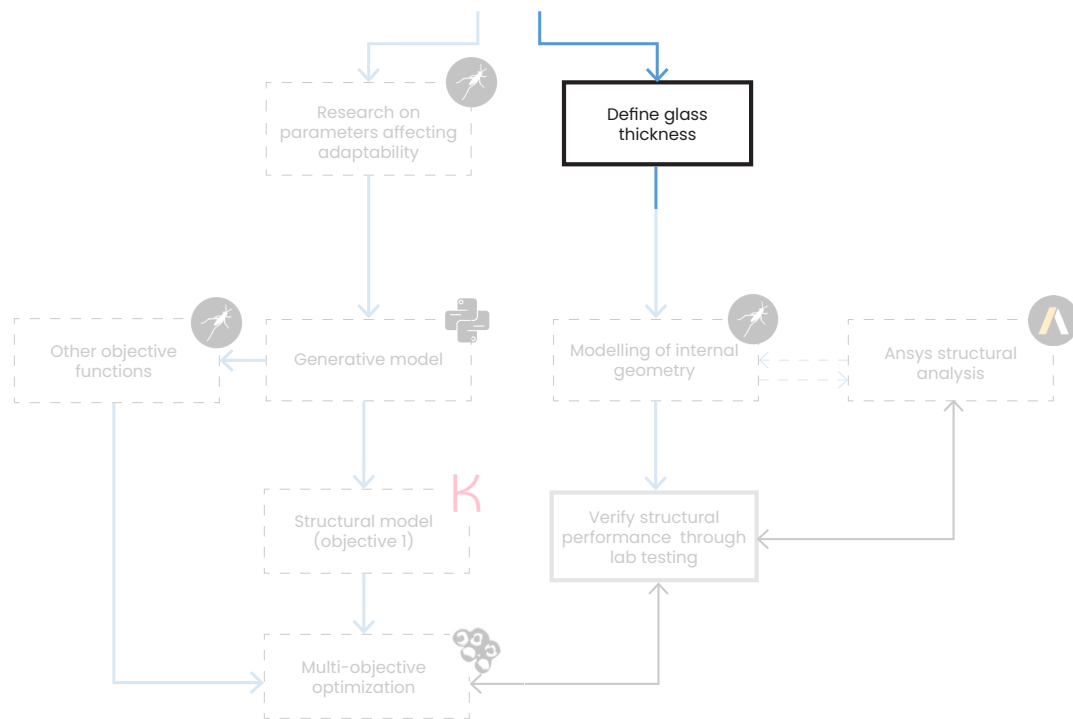 Research on
parameters affecting
adaptability
Define glass
thickness
Other objective
functions
Generative model
Modelling of internal
geometry
Ansys structural
analysis
Structural model
(objective 1)
Verify structural
performance through
lab testing
Multi-objective
optimization